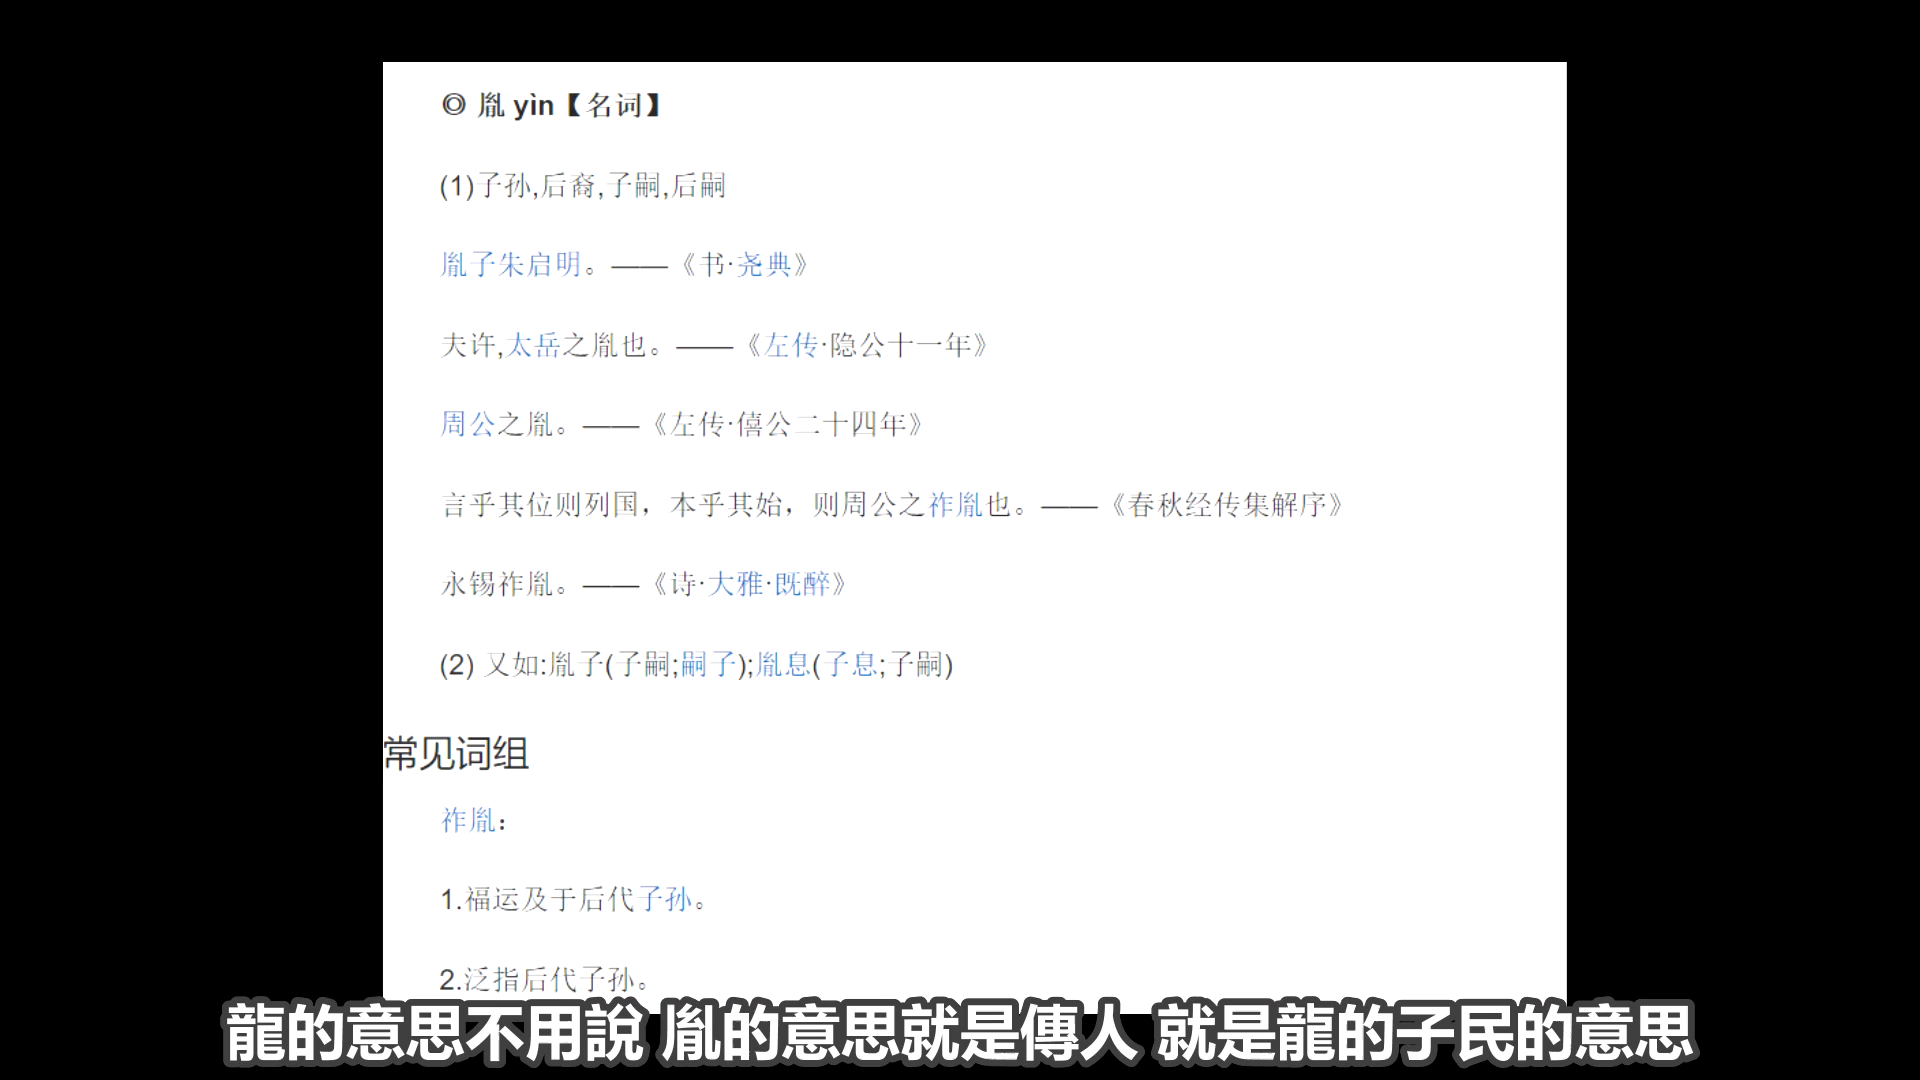 ◎ 胤 yìn【名词】
(1)子孙,后裔,子嗣,后嗣
胤子朱启明。——《书·尧典》
夫许,太岳之胤也。——《左传·隐公十一年》
周公之胤。——《左传·僖公二十四年》
言乎其位则列国，本乎其始，则周公之祚胤也。——《春秋经传集解序》
永锡祚胤。——《诗·大雅·既醉》
(2) 又如:胤子(子嗣;嗣子);胤息(子息;子嗣)
常见词组
祚胤：
1.福运及于后代子孙。
2.泛指后代子孙。
龍的意思不用說 胤的意思就是傳人 就是龍的子民的意思